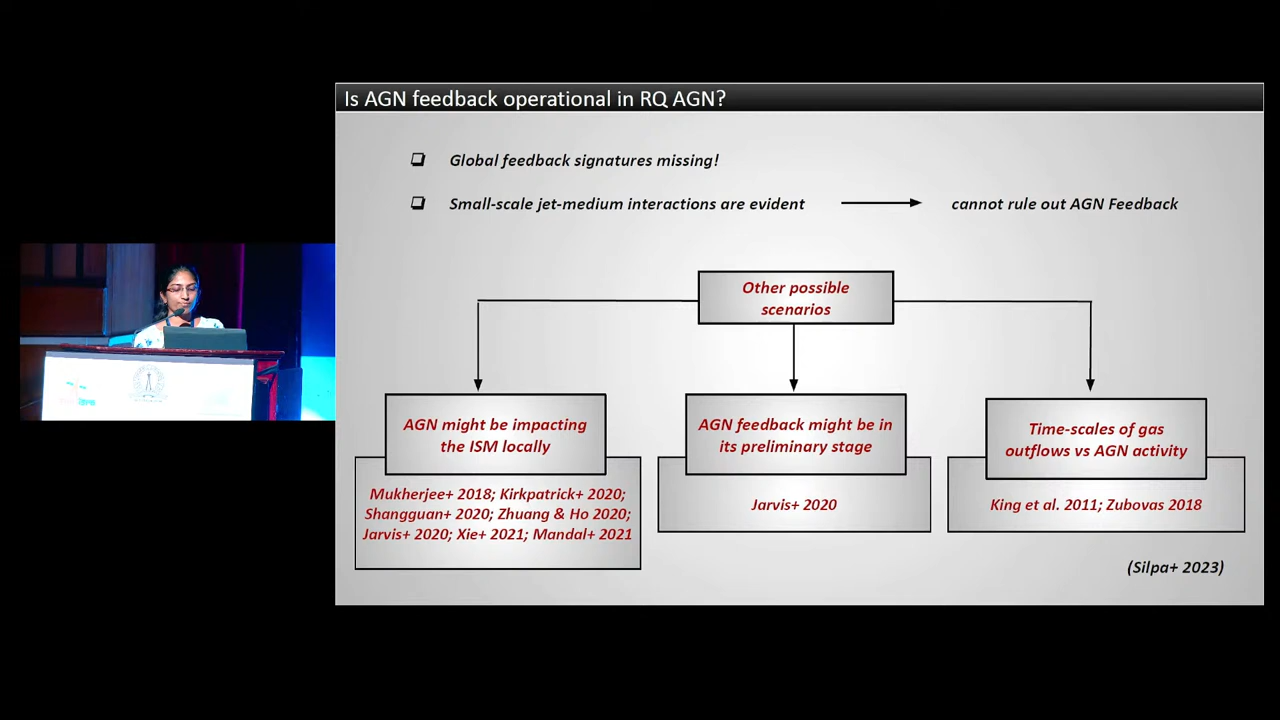 Is AGN feedback operational in RQ AGN?
Global feedback signatures missing!
Small-scale jet-medium interactions are evident
cannot rule out AGN Feedback
Other possible
scenarios
AGN might be impacting
the ISM locally
Mukherjee+ 2018; Kirkpatrick+ 2020;
Shangguan+ 2020; Zhuang & Ho 2020;
Jarvis+ 2020; Xie+ 2021; Mandal+ 2021
AGN feedback might be in
its preliminary stage
Jarvis+ 2020
Time-scales of gas
outflows vs AGN activity
King et al. 2011; Zubovas 2018
(Silpa+ 2023)